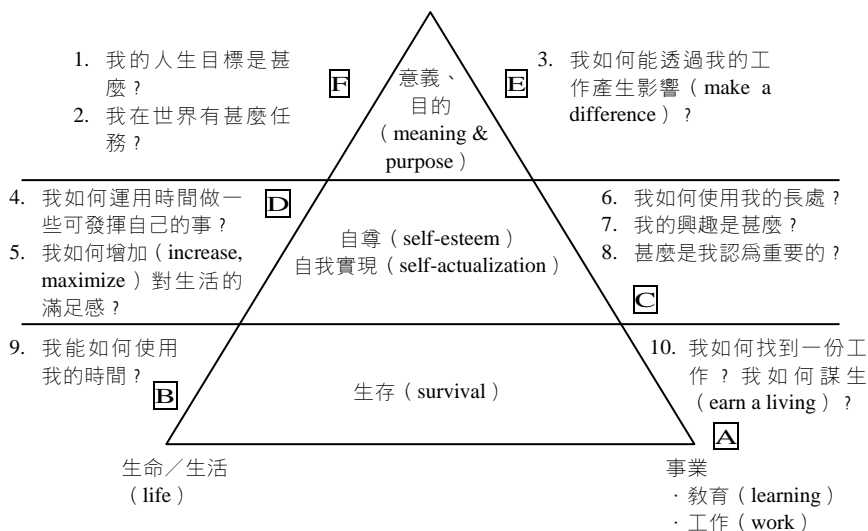 1. 我的人生目標是甚
麼？
2. 我在世界有甚麼任
務？
F
意義、
目的
（meaning &
purpose）
E
3. 我如何能透過我的工
作產生影響（make a
difference）？
4. 我如何運用時間做一
些可發揮自己的事？
5. 我如何增加（increase,
maximize）對生活的
滿足感？
D
自尊（self-esteem）
自我實現（self-actualization）
6. 我如何使用我的長處？
7. 我的興趣是甚麼？
8. 甚麼是我認爲重要的？
C
9. 我能如何使用
我的時間？
B
生存（survival）
10. 我如何找到一份工
作？我如何謀生
（earn a living）？
A
生命／生活
（life）
事業
· 教育（learning）
· 工作（work）